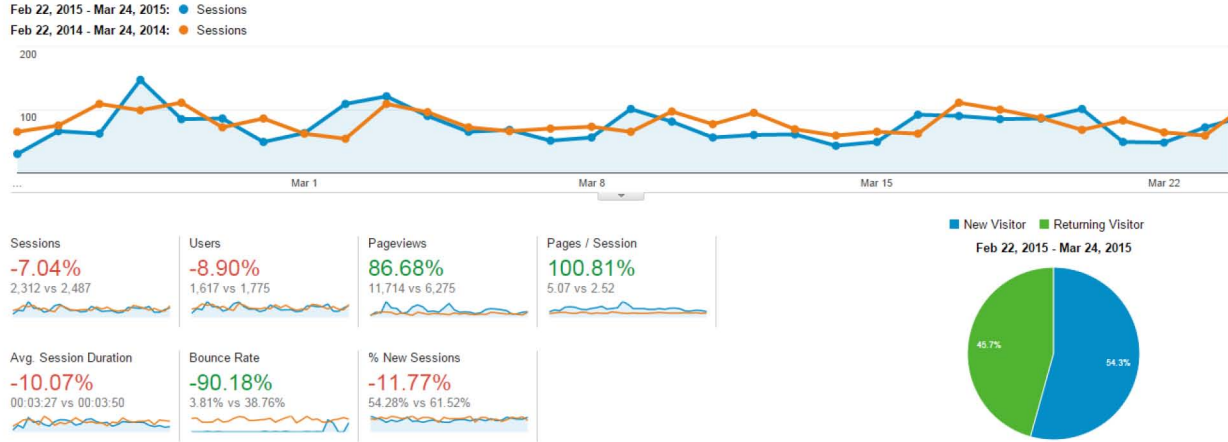 Feb 22, 2015 - Mar 24, 2015: Sessions
Feb 22, 2014 - Mar 24, 2014: Sessions
200
100
... Mar 1 Mar 8 Mar 15 Mar 22
New Visitor Returning Visitor
Feb 22, 2015 - Mar 24, 2015
45.7%
54.3%
Sessions Users Pageviews Pages / Session
-7.04% -8.90% 86.68% 100.81%
2,312 vs 2,487 1,617 vs 1,775 11,714 vs 6,275 5.07 vs 2.52
Avg. Session Duration Bounce Rate % New Sessions
-10.07% -90.18% -11.77%
00:03:27 vs 00:03:50 3.81% vs 38.76% 54.28% vs 61.52%